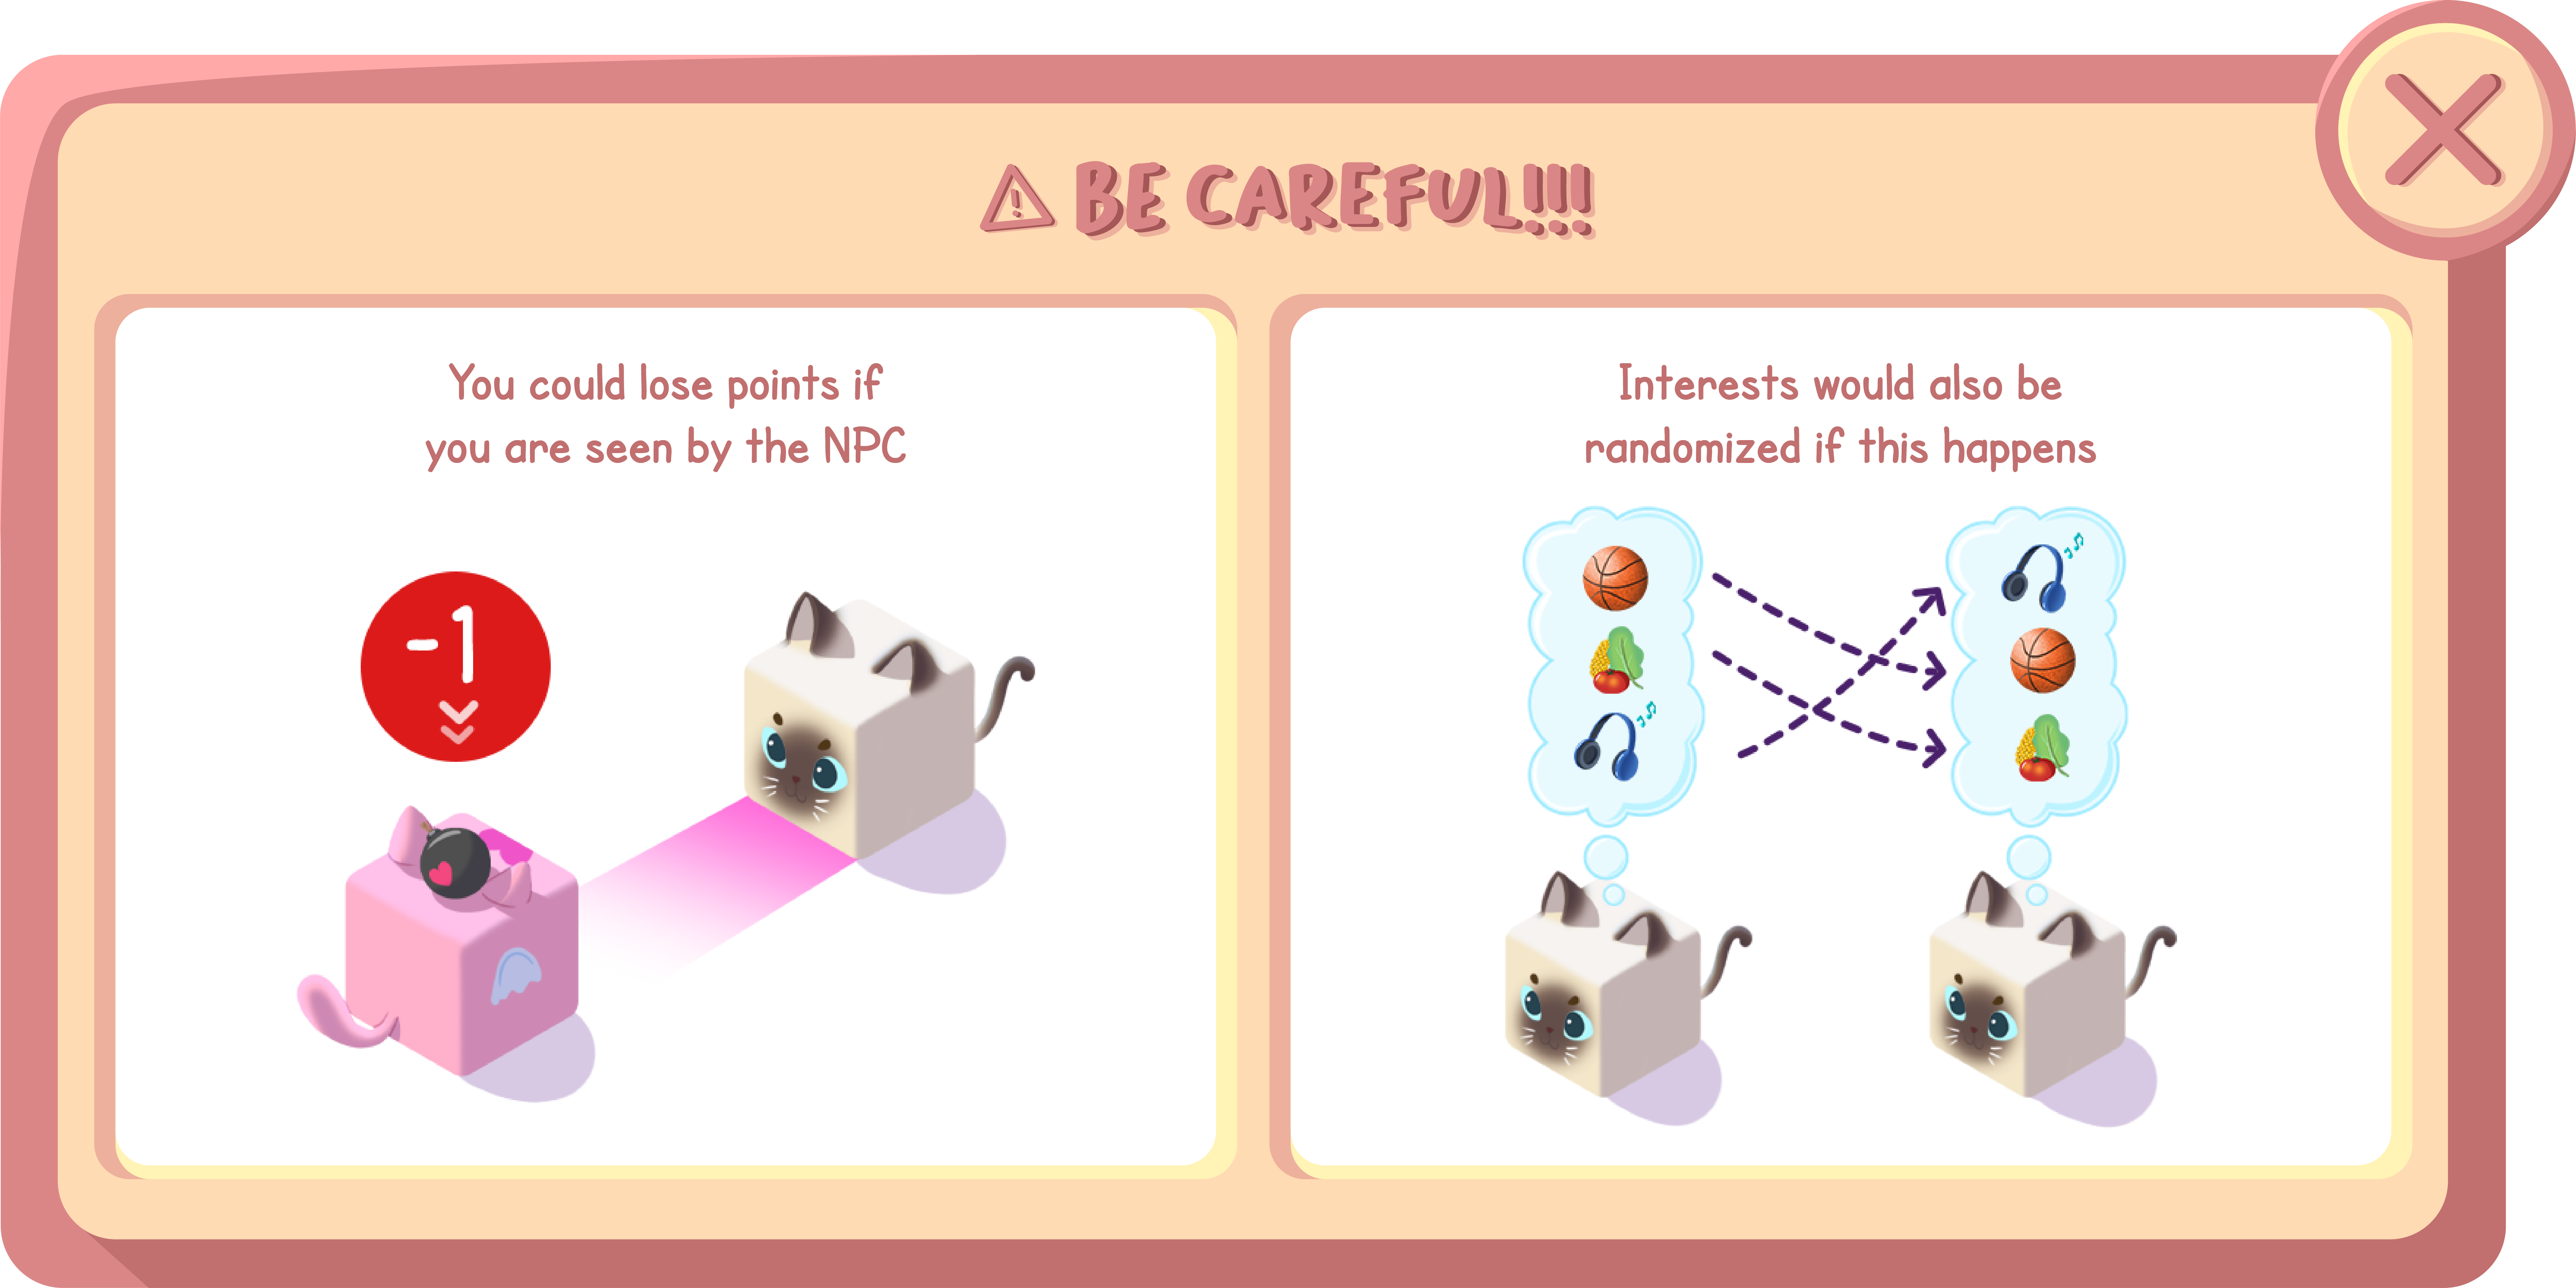 BE CAREFUL!!!
You could lose points if
you are seen by the NPC
Interests would also be
randomized if this happens
-1